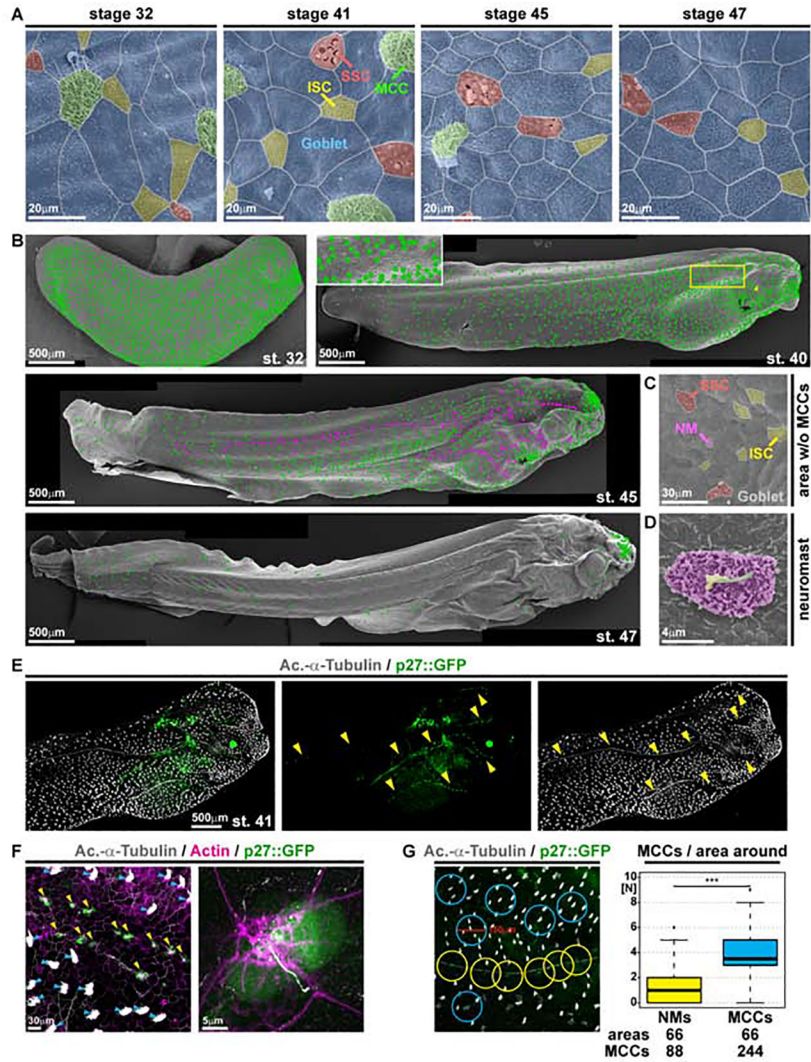 A
stage 32
stage 41
stage 45
stage 47
SSC
MCC
ISC
Goblet
20μm
20μm
20μm
20μm
B
500μm
st. 32
500μm
st. 40
500μm
st. 45
500μm
st. 47
C
SSC
NM
ISC
30μm
Goblet
area w/o MCCs
D
4μm
neuromast
E
Ac.-α-Tubulin / p27::GFP
500μm
st. 41
F
Ac.-α-Tubulin / Actin / p27::GFP
30μm
5μm
G
Ac.-α-Tubulin / p27::GFP
MCCs / area around
[N]
10
8
6
4
2
0
***
NMs MCCs
areas 66 66
MCCs 88 244